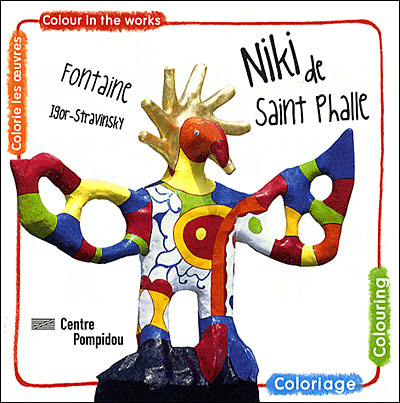 Colour in the works
Colorie les œuvres
Fontaine
Igor-Stravinsky
Niki de
Saint Phalle
Centre
Pompidou
Colouring
Coloriage